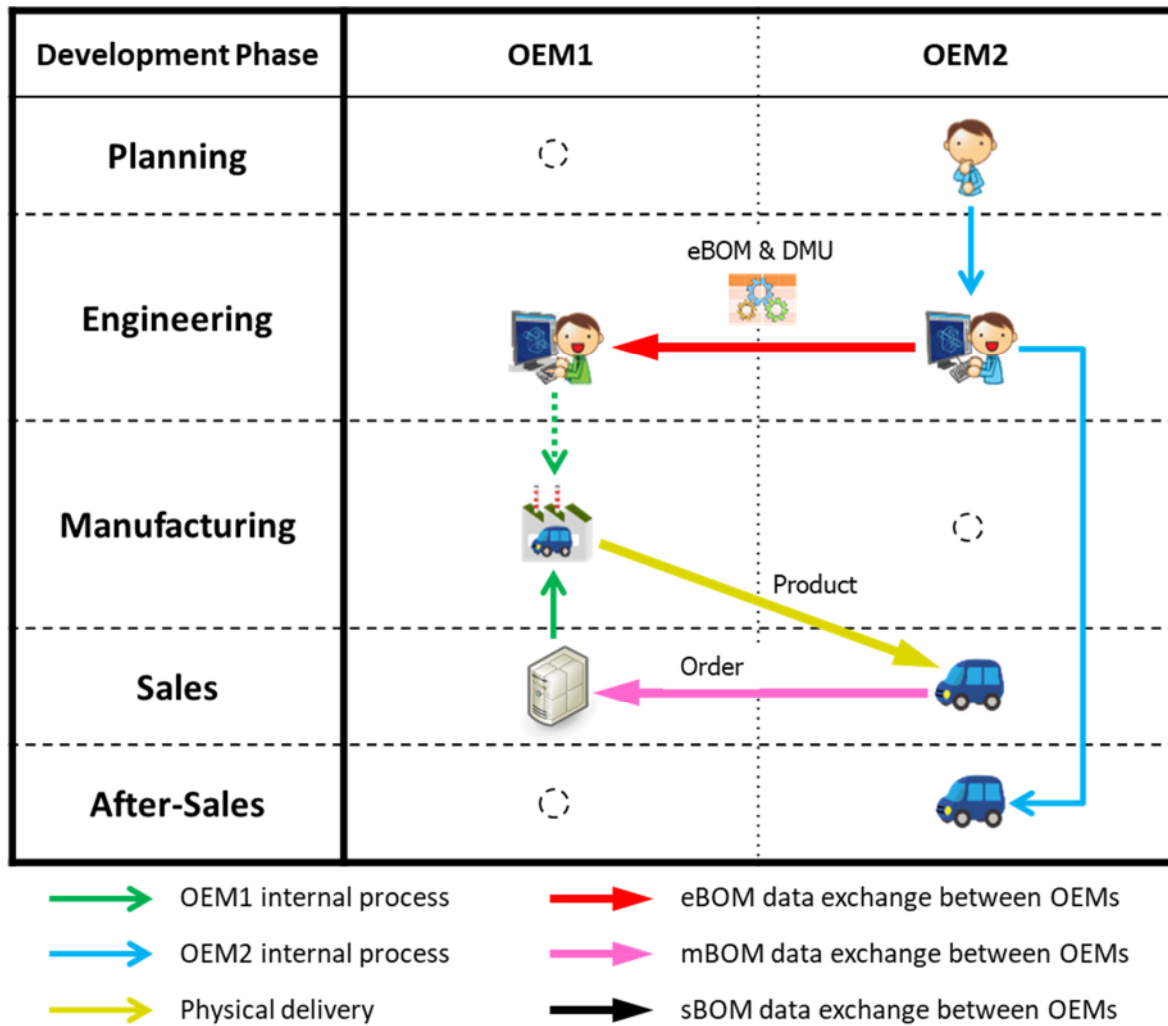 Development Phase
OEM1
OEM2
Planning
Engineering
eBOM & DMU
Manufacturing
Product
Sales
Order
After-Sales
OEM1 internal process
eBOM data exchange between OEMs
OEM2 internal process
mBOM data exchange between OEMs
Physical delivery
sBOM data exchange between OEMs